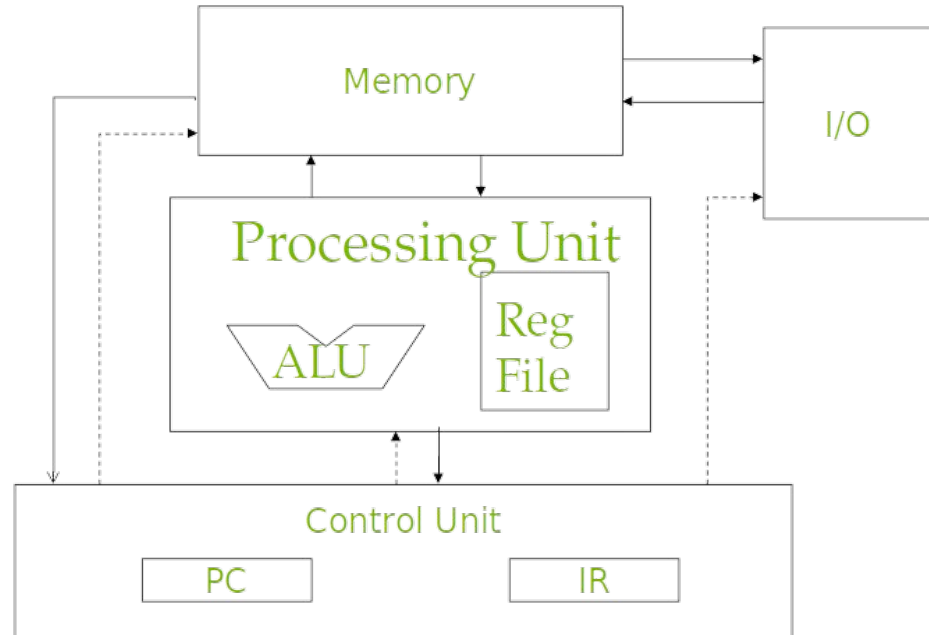 Memory
I/O
Processing Unit
ALU
Reg
File
Control Unit
PC
IR